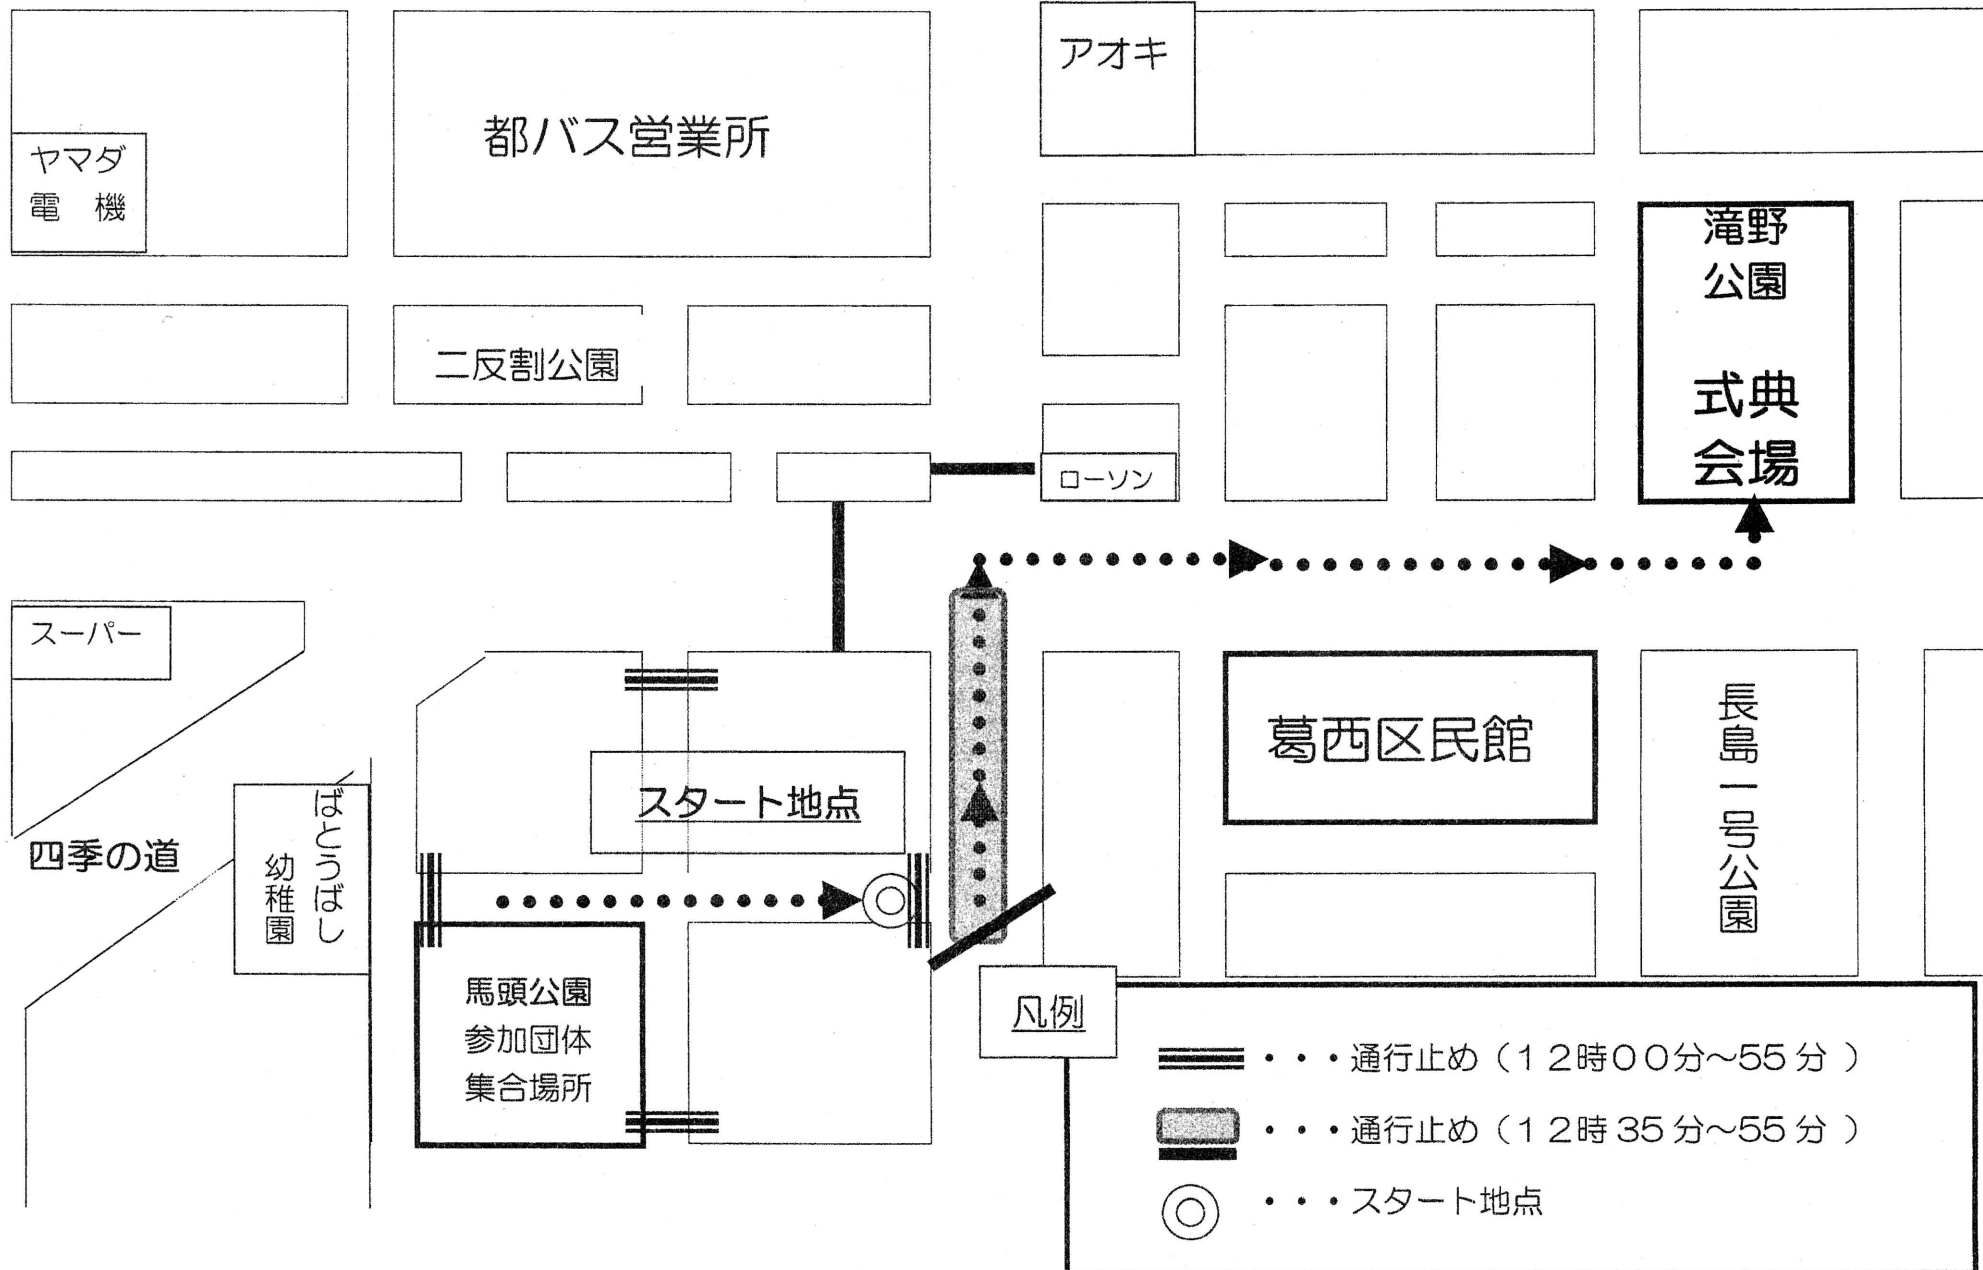 アオキ
都バス営業所
ヤマダ
電 機
滝野
公園
式典
会場
二反割公園
ローソン
スーパー
葛西区民館
長島一号公園
スタート地点
四季の道
ばとうばし
幼稚園
馬頭公園
参加団体
集合場所
凡例
・・・通行止め（１２時００分～55分）
・・・通行止め（１２時35分～55分）
・・・スタート地点